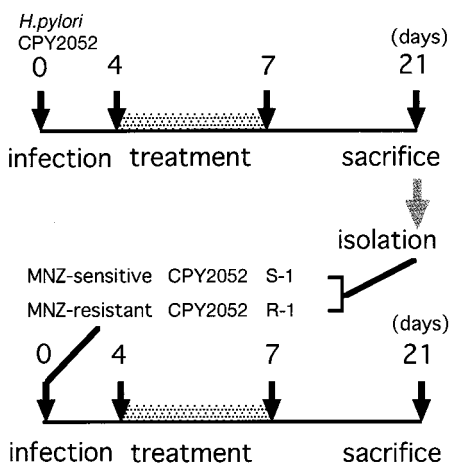 H.pylori
CPY2052
(days)
0 4 7 21
infection treatment sacrifice
isolation
MNZ-sensitive CPY2052 S-1
MNZ-resistant CPY2052 R-1
(days)
0 4 7 21
infection treatment sacrifice